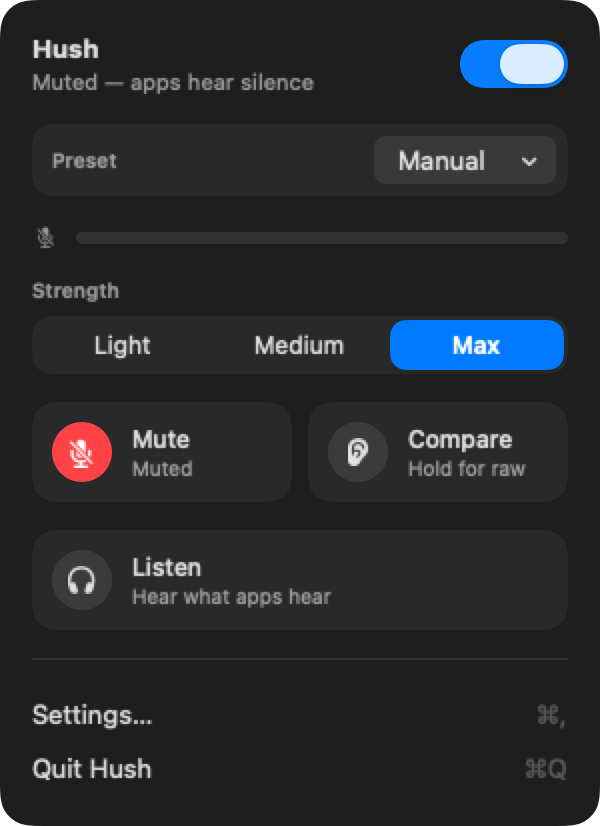 Hush
Muted — apps hear silence
Preset
Manual
Strength
Light
Medium
Max
Mute
Muted
Compare
Hold for raw
Listen
Hear what apps hear
Settings...
⌘,
Quit Hush
⌘Q